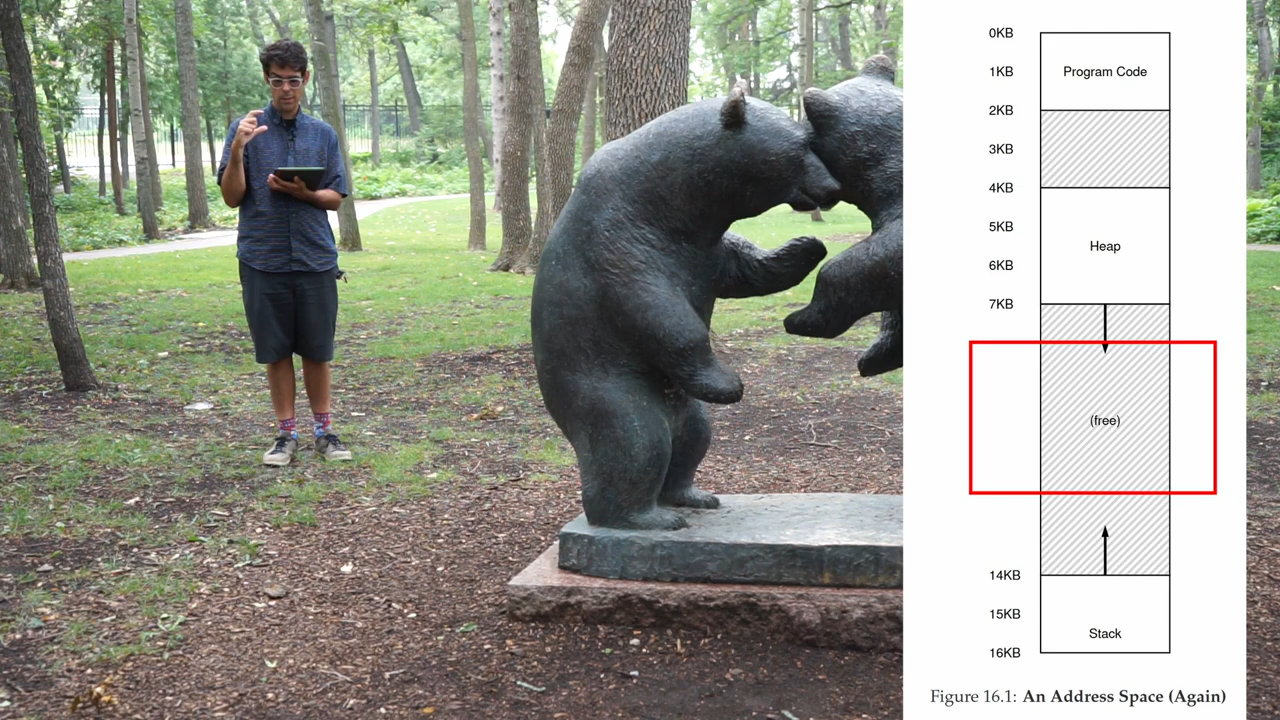 0KB
1KB
Program Code
2KB
3KB
4KB
5KB
Heap
6KB
7KB
(free)
14KB
15KB
Stack
16KB
Figure 16.1: An Address Space (Again)